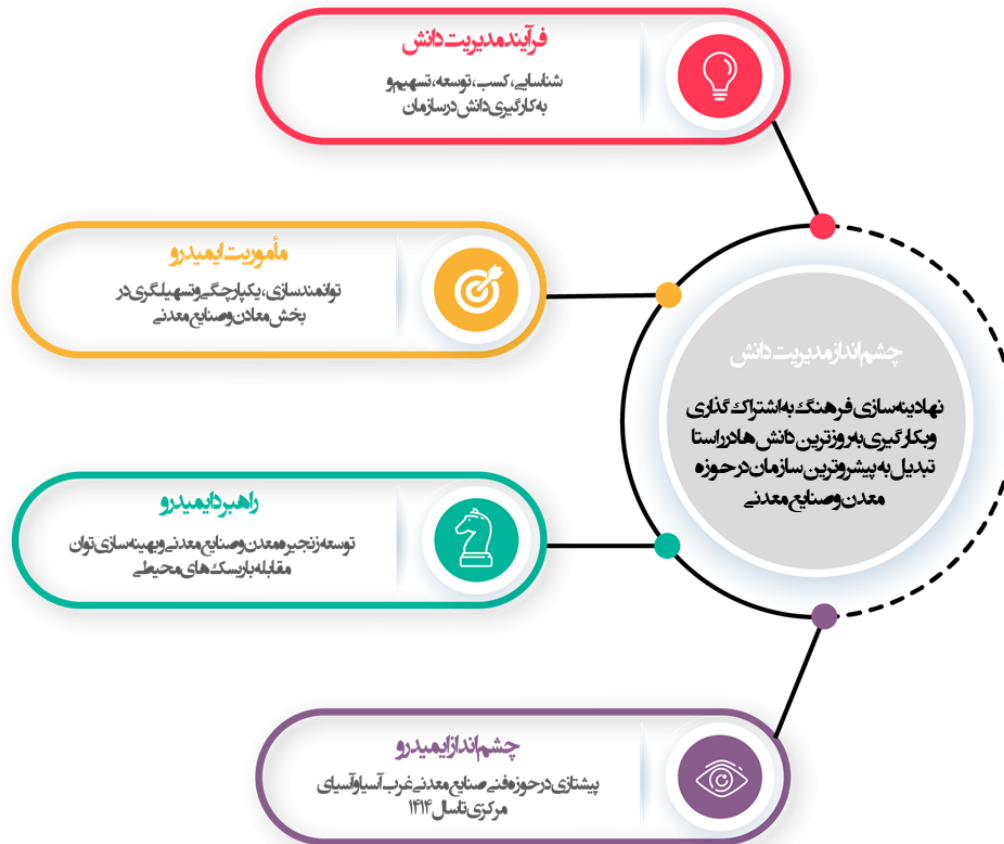 فرآیند مدیریت دانش
شناسایی، کسب، توسعه، تسهیم و
به کارگیری دانش در سازمان
مأموریت ایمیدرو
توانمندسازی، یکپارچگی و تسهیلگری در
بخش معادن و صنایع معدنی
چشم انداز مدیریت دانش
نهادینه سازی فرهنگ به اشتراک گذاری
و بکارگیری به روزترین دانش ها در راستا
تبدیل به پیشروترین سازمان در حوزه
معدن و صنایع معدنی
راهبرد ایمیدرو
توسعه زنجیره معدن و صنایع معدنی و بهینه سازی توان
مقابله با ریسک های محیطی
چشم انداز ایمیدرو
پیشتازی در حوزه فنی صنایع معدنی غرب آسیا و آسیای
مرکزی تا سال ۱۴۱۴